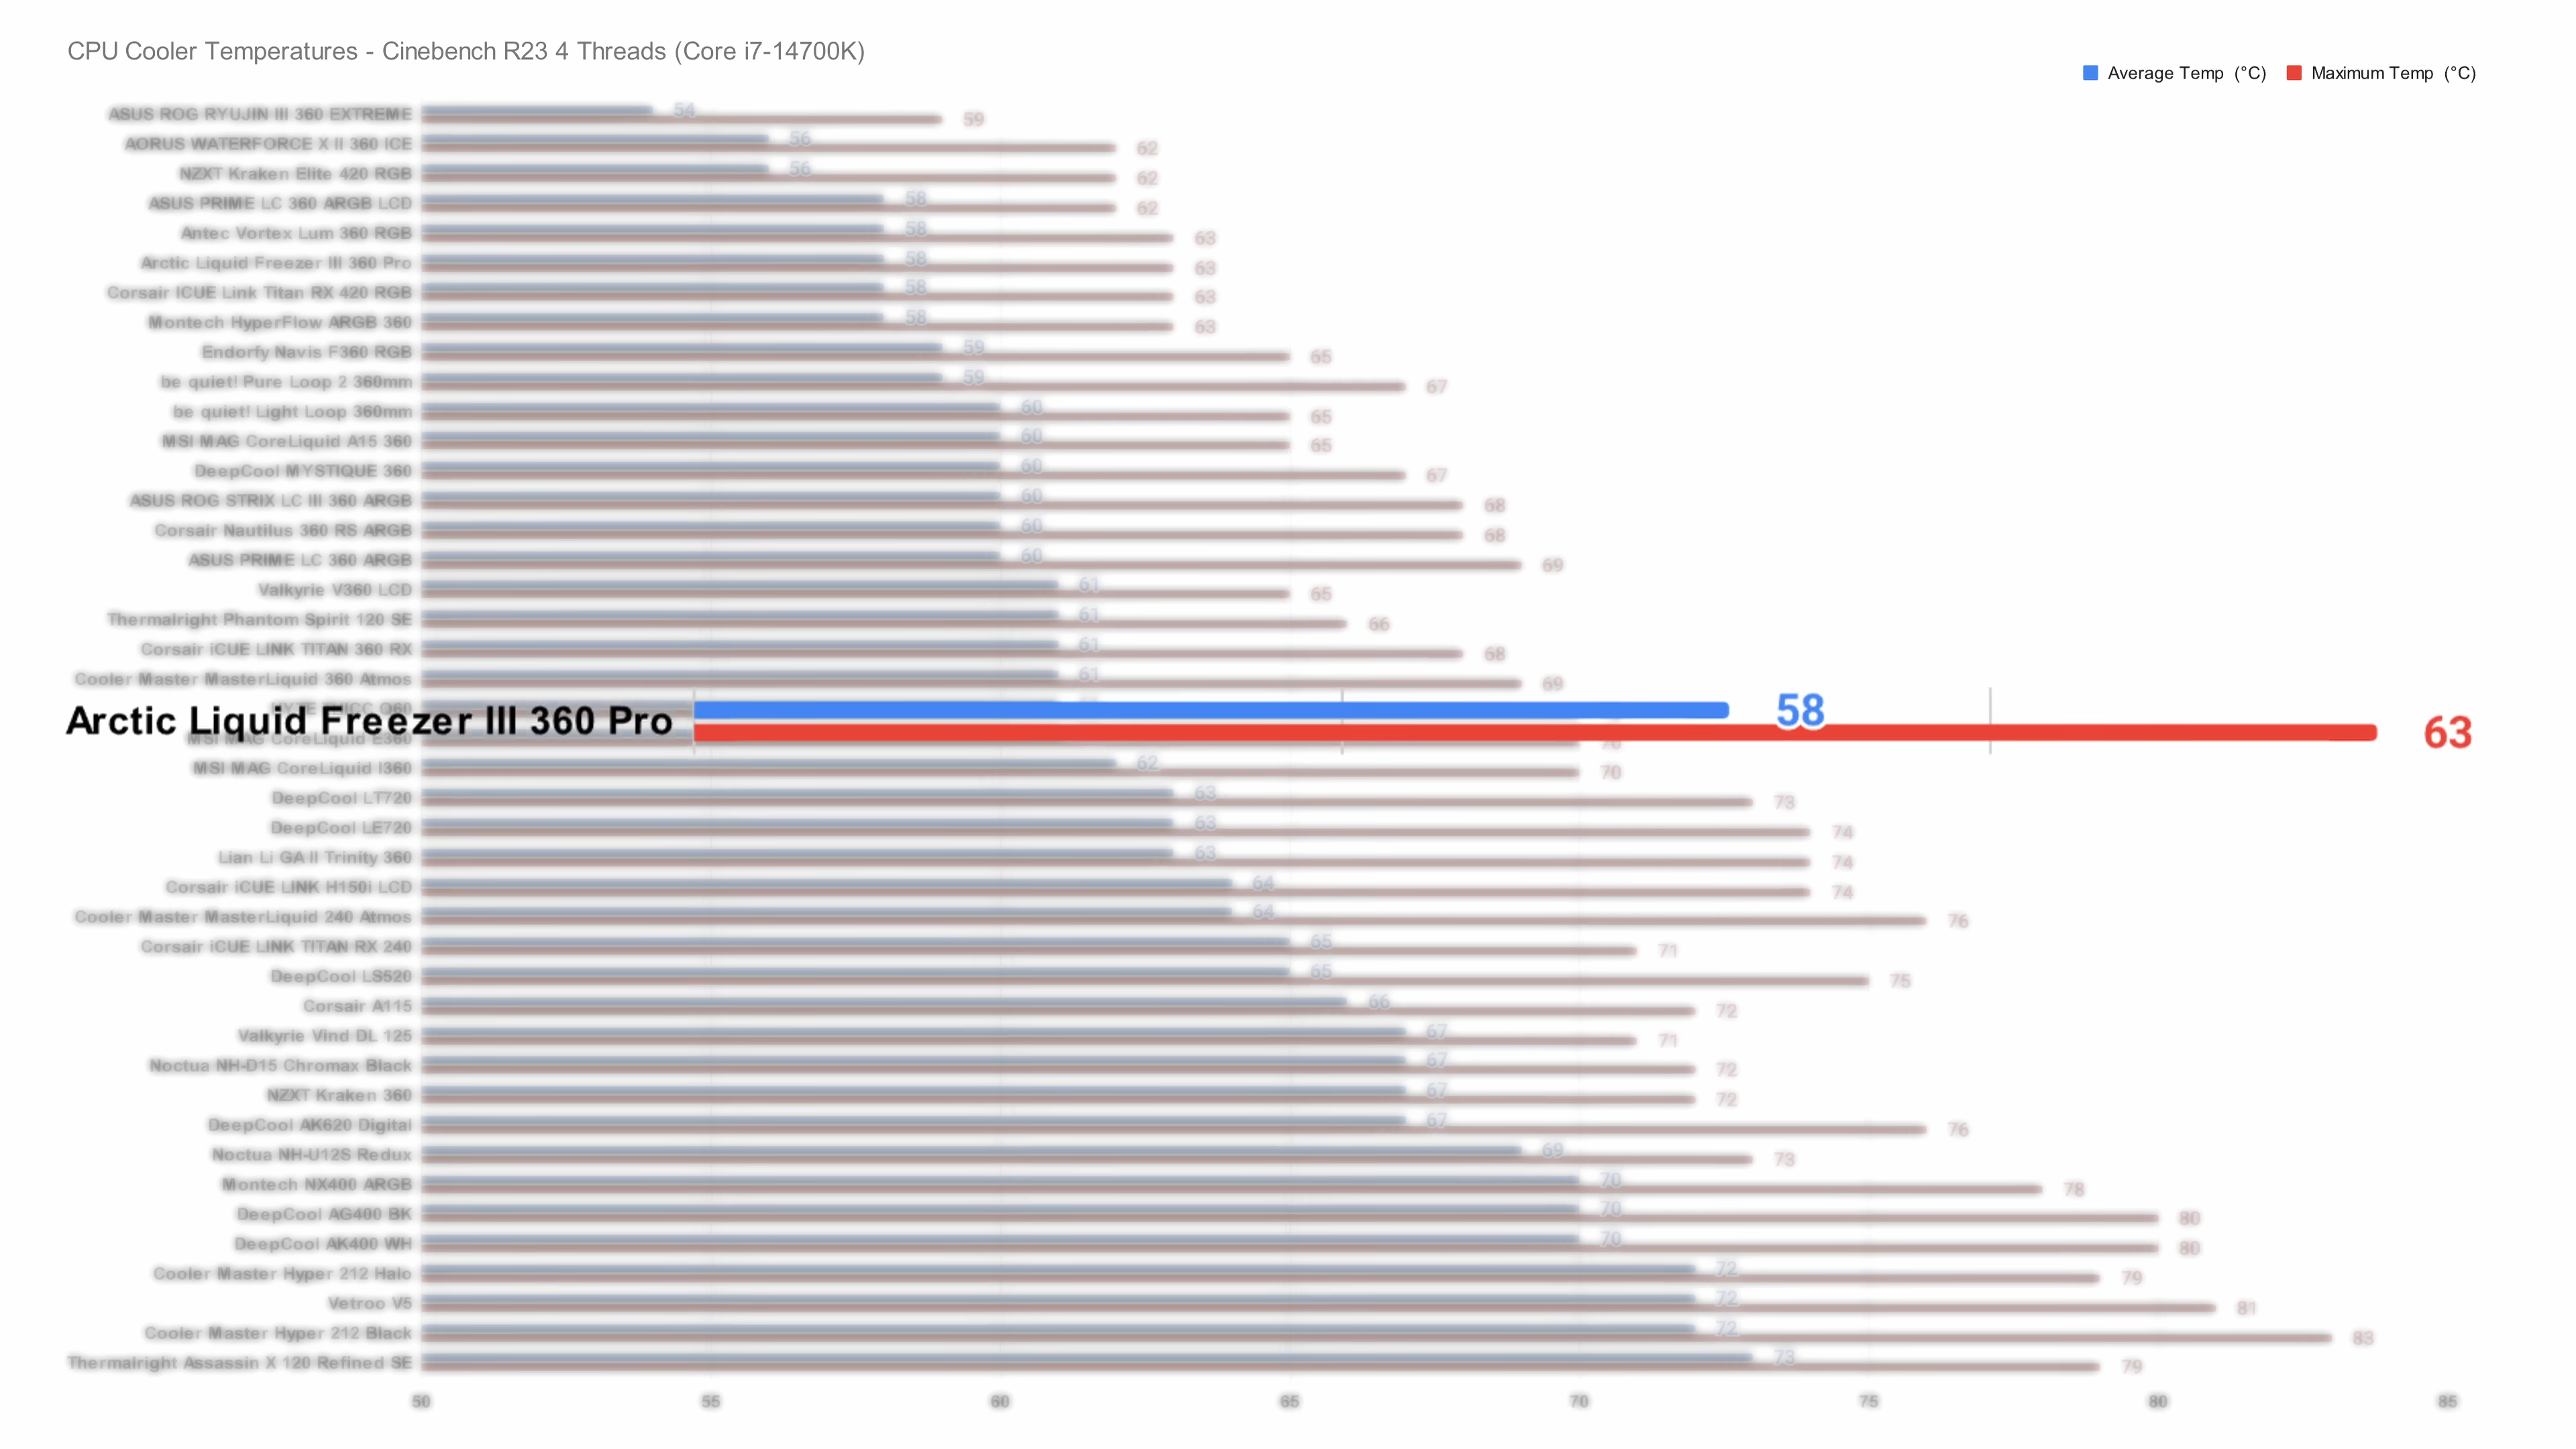 CPU Cooler Temperatures - Cinebench R23 4 Threads (Core i7-14700K)
Average Temp (°C) Maximum Temp (°C)
ASUS ROG RYUJIN III 360 EXTREME 54 59
AORUS WATERFORCE X II 360 ICE 56 62
NZXT Kraken Elite 420 RGB 56 62
ASUS PRIME LC 360 ARGB LCD 58 62
Antec Vortex Lum 360 RGB 58 63
Arctic Liquid Freezer III 360 Pro 58 63
Corsair ICUE Link Titan RX 420 RGB 58 63
Montech HyperFlow ARGB 360 58 63
Endorfy Navis F360 RGB 59 65
be quiet! Pure Loop 2 360mm 59 67
be quiet! Light Loop 360mm 60 65
MSI MAG CoreLiquid A15 360 60 65
DeepCool MYSTIQUE 360 60 67
ASUS ROG STRIX LC III 360 ARGB 60 68
Corsair Nautilus 360 RS ARGB 60 68
ASUS PRIME LC 360 ARGB 60 69
Valkyrie V360 LCD 61 65
Thermalright Phantom Spirit 120 SE 61 66
Corsair iCUE LINK TITAN 360 RX 61 68
Cooler Master MasterLiquid 360 Atmos 61 69
Arctic Liquid Freezer III 360 Pro 58 63
MSI MAG CoreLiquid E360 70
MSI MAG CoreLiquid I360 62 70
DeepCool LT720 63 73
DeepCool LE720 63 74
Lian Li GA II Trinity 360 63 74
Corsair iCUE LINK H150i LCD 64 74
Cooler Master MasterLiquid 240 Atmos 64 76
Corsair iCUE LINK TITAN RX 240 65 71
DeepCool LS520 65 75
Corsair A115 66 72
Valkyrie Vind DL 125 67 71
Noctua NH-D15 Chromax Black 67 72
NZXT Kraken 360 67 72
DeepCool AK620 Digital 67 76
Noctua NH-U12S Redux 69 73
Montech NX400 ARGB 70 78
DeepCool AG400 BK 70 80
DeepCool AK400 WH 70 80
Cooler Master Hyper 212 Halo 72 79
Vetroo V5 72 81
Cooler Master Hyper 212 Black 72 83
Thermalright Assassin X 120 Refined SE 73 79
50 55 60 65 70 75 80 85